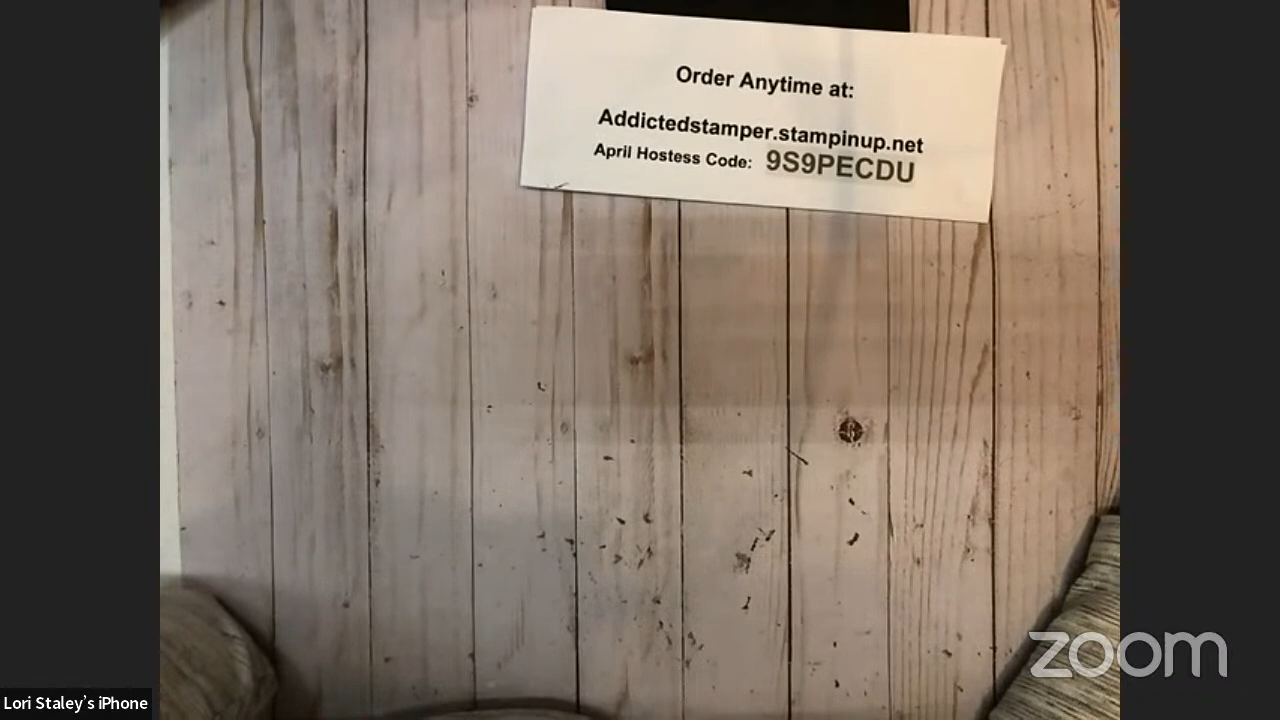 Order Anytime at:
Addictedstamper.stampinup.net
April Hostess Code: 9S9PECDU
zoom
Lori Staley's iPhone